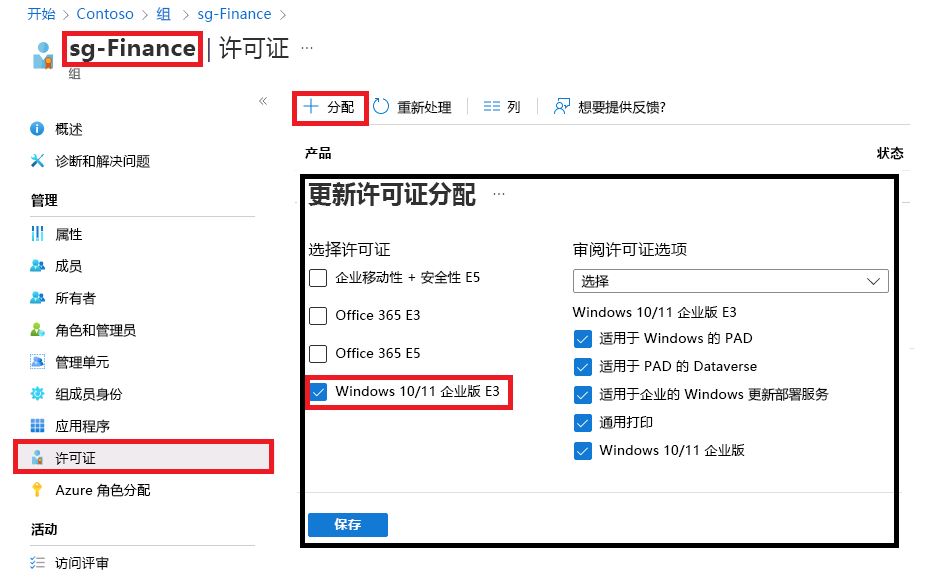 开始 > Contoso > 组 > sg-Finance >
sg-Finance | 许可证 ...
组
«
概述
诊断和解决问题
管理
属性
成员
所有者
角色和管理员
管理单元
组成员身份
应用程序
许可证
Azure 角色分配
活动
访问评审
分配 重新处理 列 想要提供反馈?
产品 状态
更新许可证分配 ...
选择许可证
企业移动性 + 安全性 E5
Office 365 E3
Office 365 E5
Windows 10/11 企业版 E3
审阅许可证选项
选择
Windows 10/11 企业版 E3
适用于 Windows 的 PAD
适用于 PAD 的 Dataverse
适用于企业的 Windows 更新部署服务
通用打印
Windows 10/11 企业版
保存